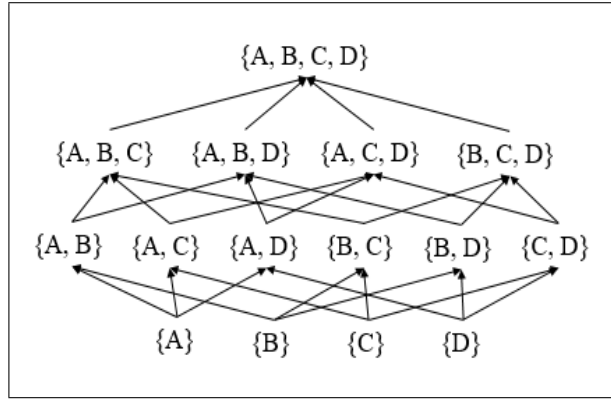 {A, B, C, D}
{A, B, C} {A, B, D} {A, C, D} {B, C, D}
{A, B} {A, C} {A, D} {B, C} {B, D} {C, D}
{A} {B} {C} {D}